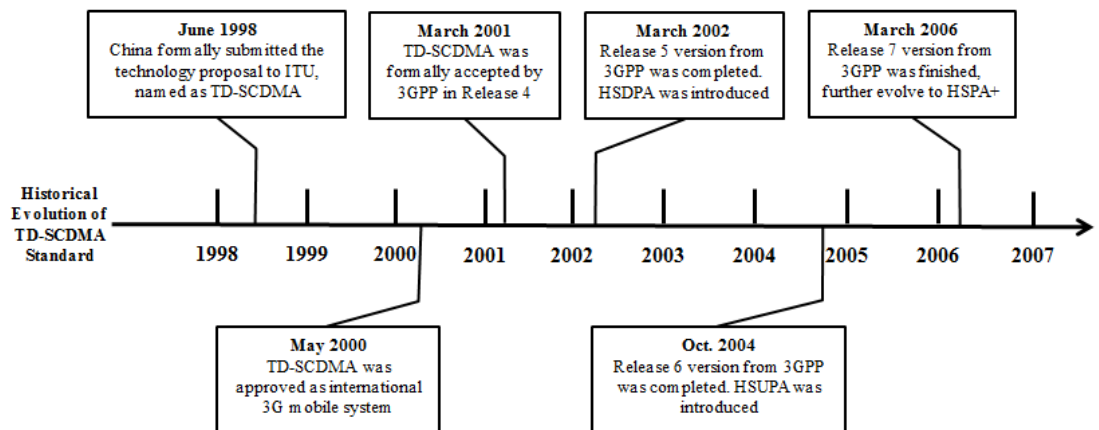 June 1998
China formally submitted the
technology proposal to ITU,
named as TD-SCDMA
March 2001
TD-SCDMA was
formally accepted by
3GPP in Release 4
March 2002
Release 5 version from
3GPP was completed.
HSDPA was introduced
March 2006
Release 7 version from
3GPP was finished,
further evolve to HSPA+
Historical
Evolution of
TD-SCDMA
Standard
1998
1999
2000
2001
2002
2003
2004
2005
2006
2007
May 2000
TD-SCDMA was
approved as international
3G mobile system
Oct. 2004
Release 6 version from 3GPP
was completed. HSUPA was
introduced